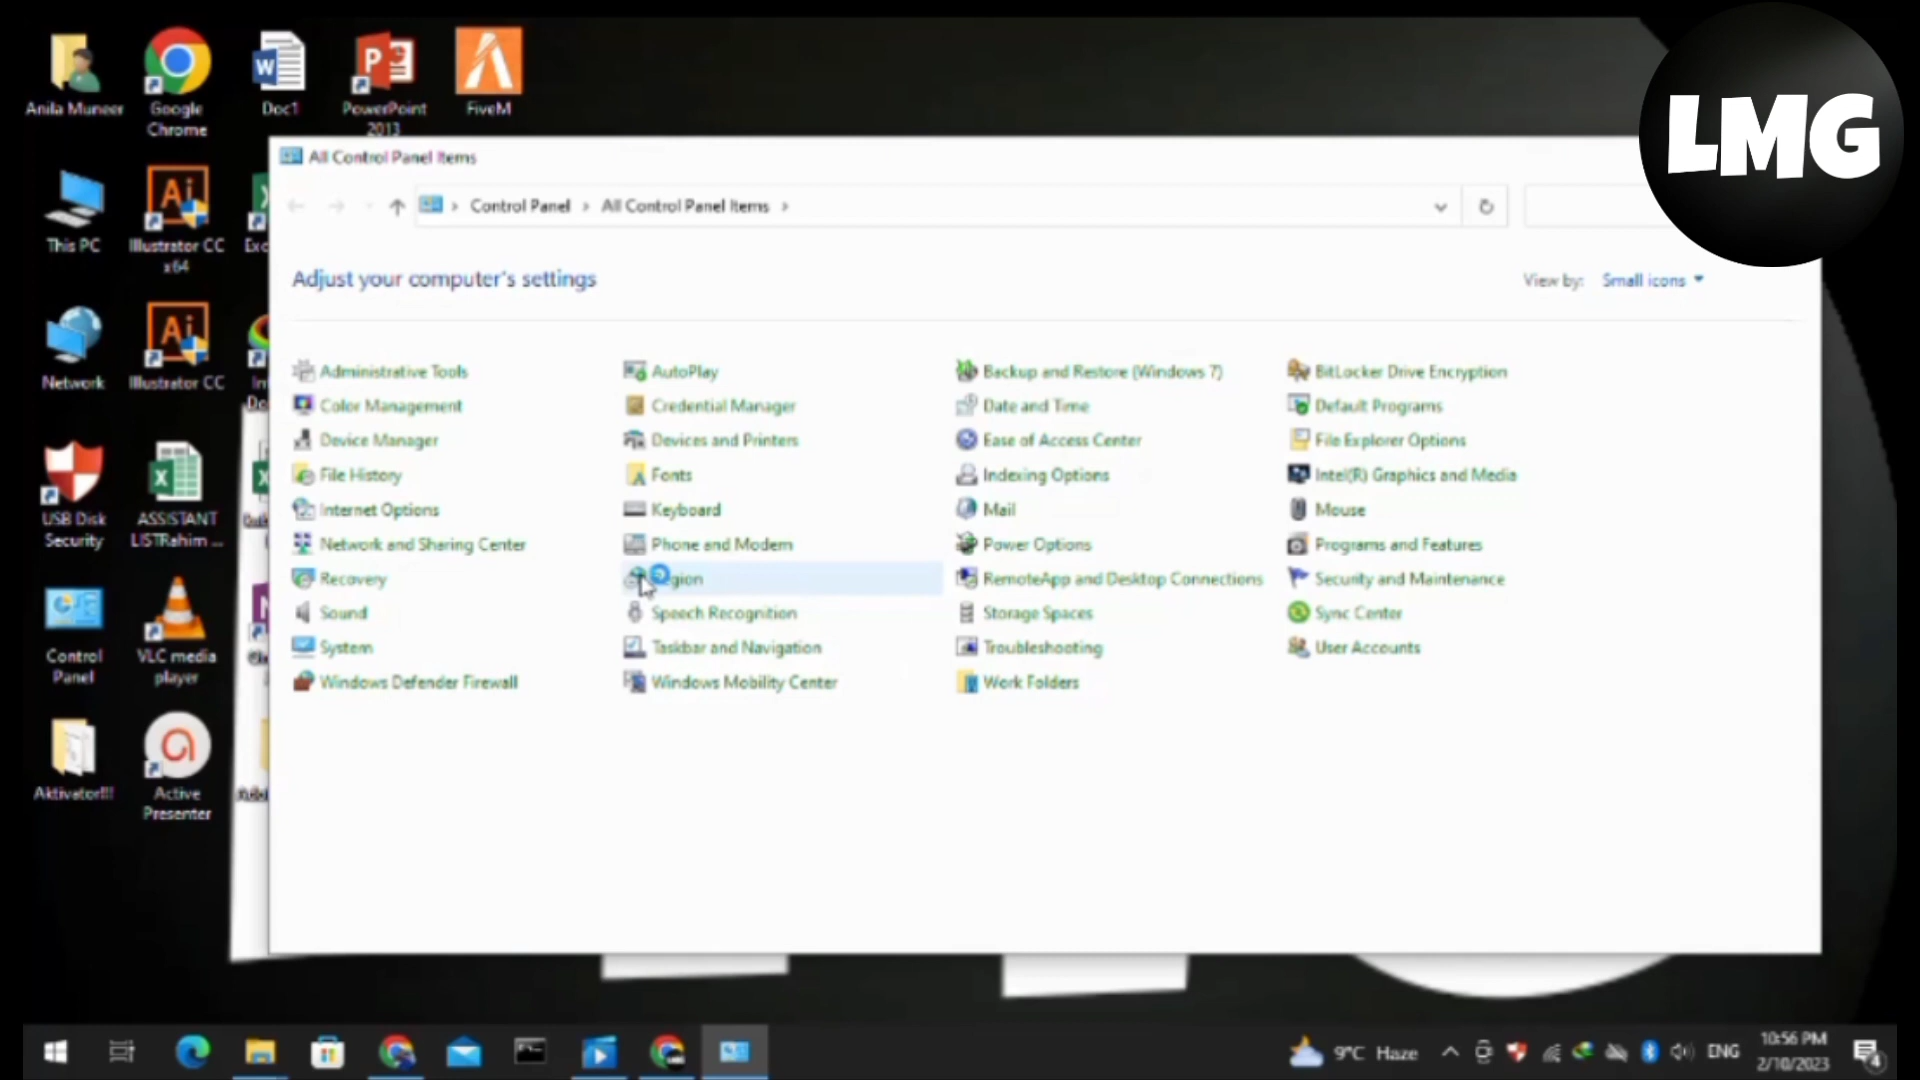 Anila Muneer
Google
Chrome
Doc1
PowerPoint
2013
FiveM
LMG
All Control Panel Items
Control Panel
All Control Panel Items
This PC
Illustrator CC
x64
Adjust your computer's settings
View by: Small icons
Network
Illustrator CC
Administrative Tools
AutoPlay
Backup and Restore (Windows 7)
BitLocker Drive Encryption
Color Management
Credential Manager
Date and Time
Default Programs
Device Manager
Devices and Printers
Ease of Access Center
File Explorer Options
File History
Fonts
Indexing Options
Intel(R) Graphics and Media
Internet Options
Keyboard
Mail
Mouse
Network and Sharing Center
Phone and Modem
Power Options
Programs and Features
Recovery
RemoteApp and Desktop Connections
Security and Maintenance
Sound
Speech Recognition
Storage Spaces
Sync Center
System
Taskbar and Navigation
Troubleshooting
User Accounts
Windows Defender Firewall
Windows Mobility Center
Work Folders
USB Disk
Security
ASSISTANT
LISTRahim ...
Control
Panel
VLC media
player
Aktivator!!!
Active
Presenter
9°C Haze
ENG
10:56 PM
2/10/2023
4